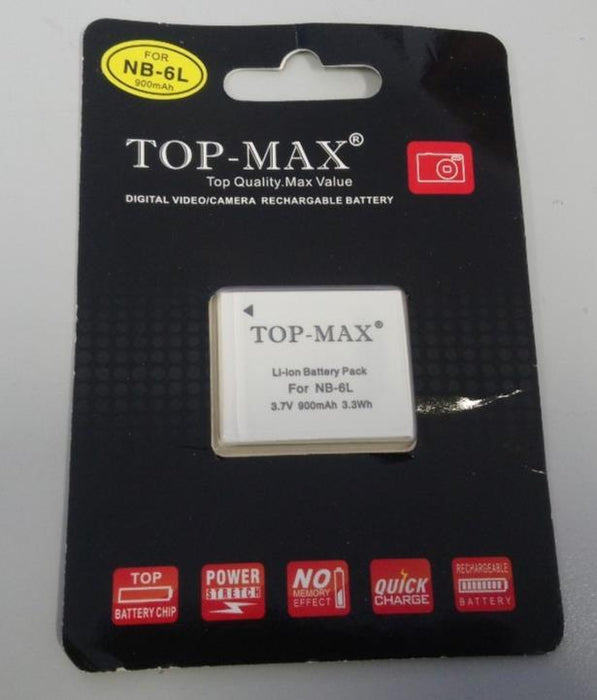 FOR
NB-6L
900mAh
TOP-MAX®
Top Quality.Max Value
DIGITAL VIDEO/CAMERA RECHARGABLE BATTERY
TOP-MAX®
Li-ion Battery Pack
For NB-6L
3.7V 900mAh 3.3Wh
TOP
BATTERY CHIP
POWER
STRETCH
NO
MEMORY
EFFECT
QUICK
CHARGE
RECHARGEABLE
BATTERY